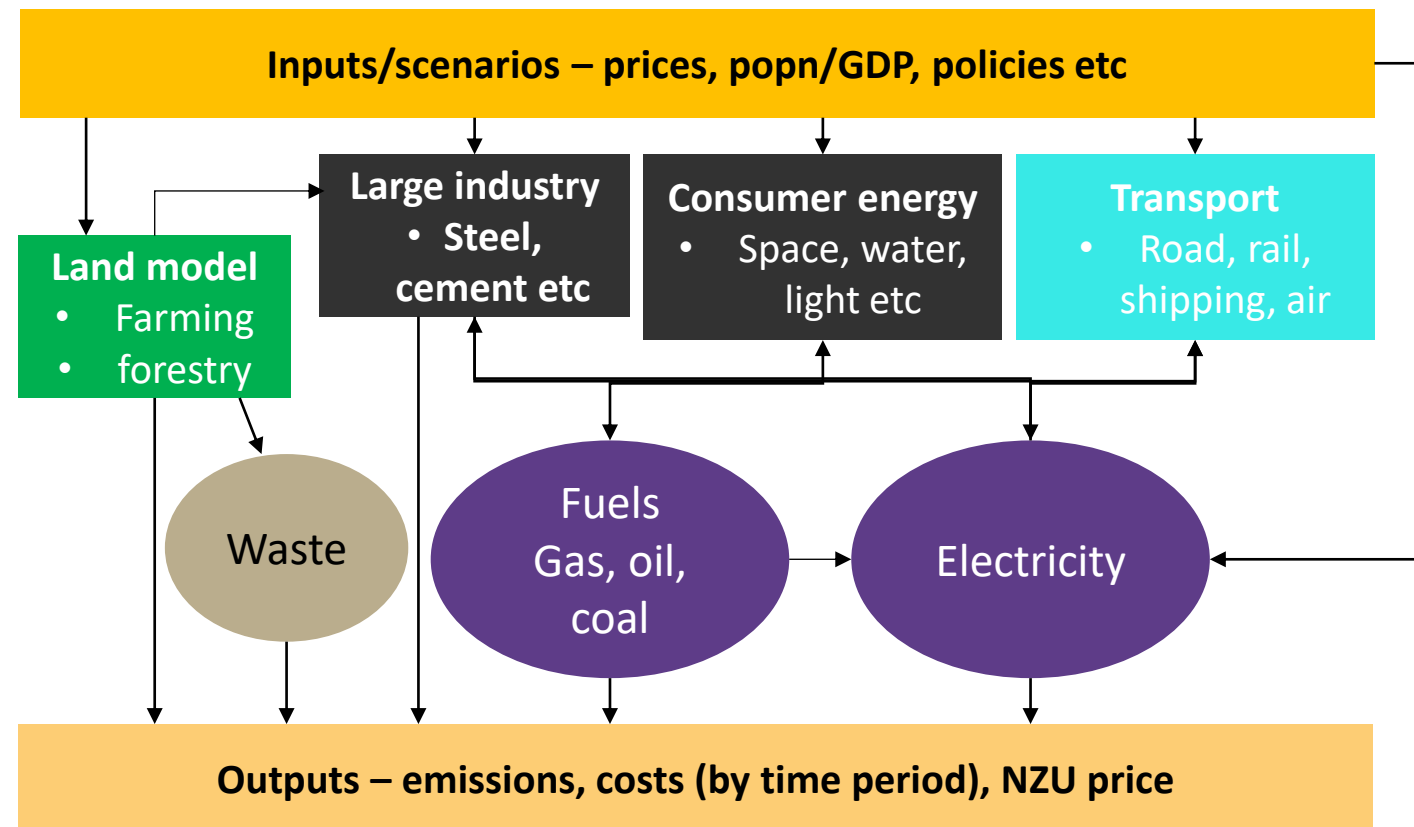 Inputs/scenarios – prices, popn/GDP, policies etc
Large industry
• Steel,
cement etc
Consumer energy
• Space, water,
light etc
Transport
• Road, rail,
shipping, air
Land model
• Farming
• forestry
Waste
Fuels
Gas, oil,
coal
Electricity
Outputs – emissions, costs (by time period), NZU price